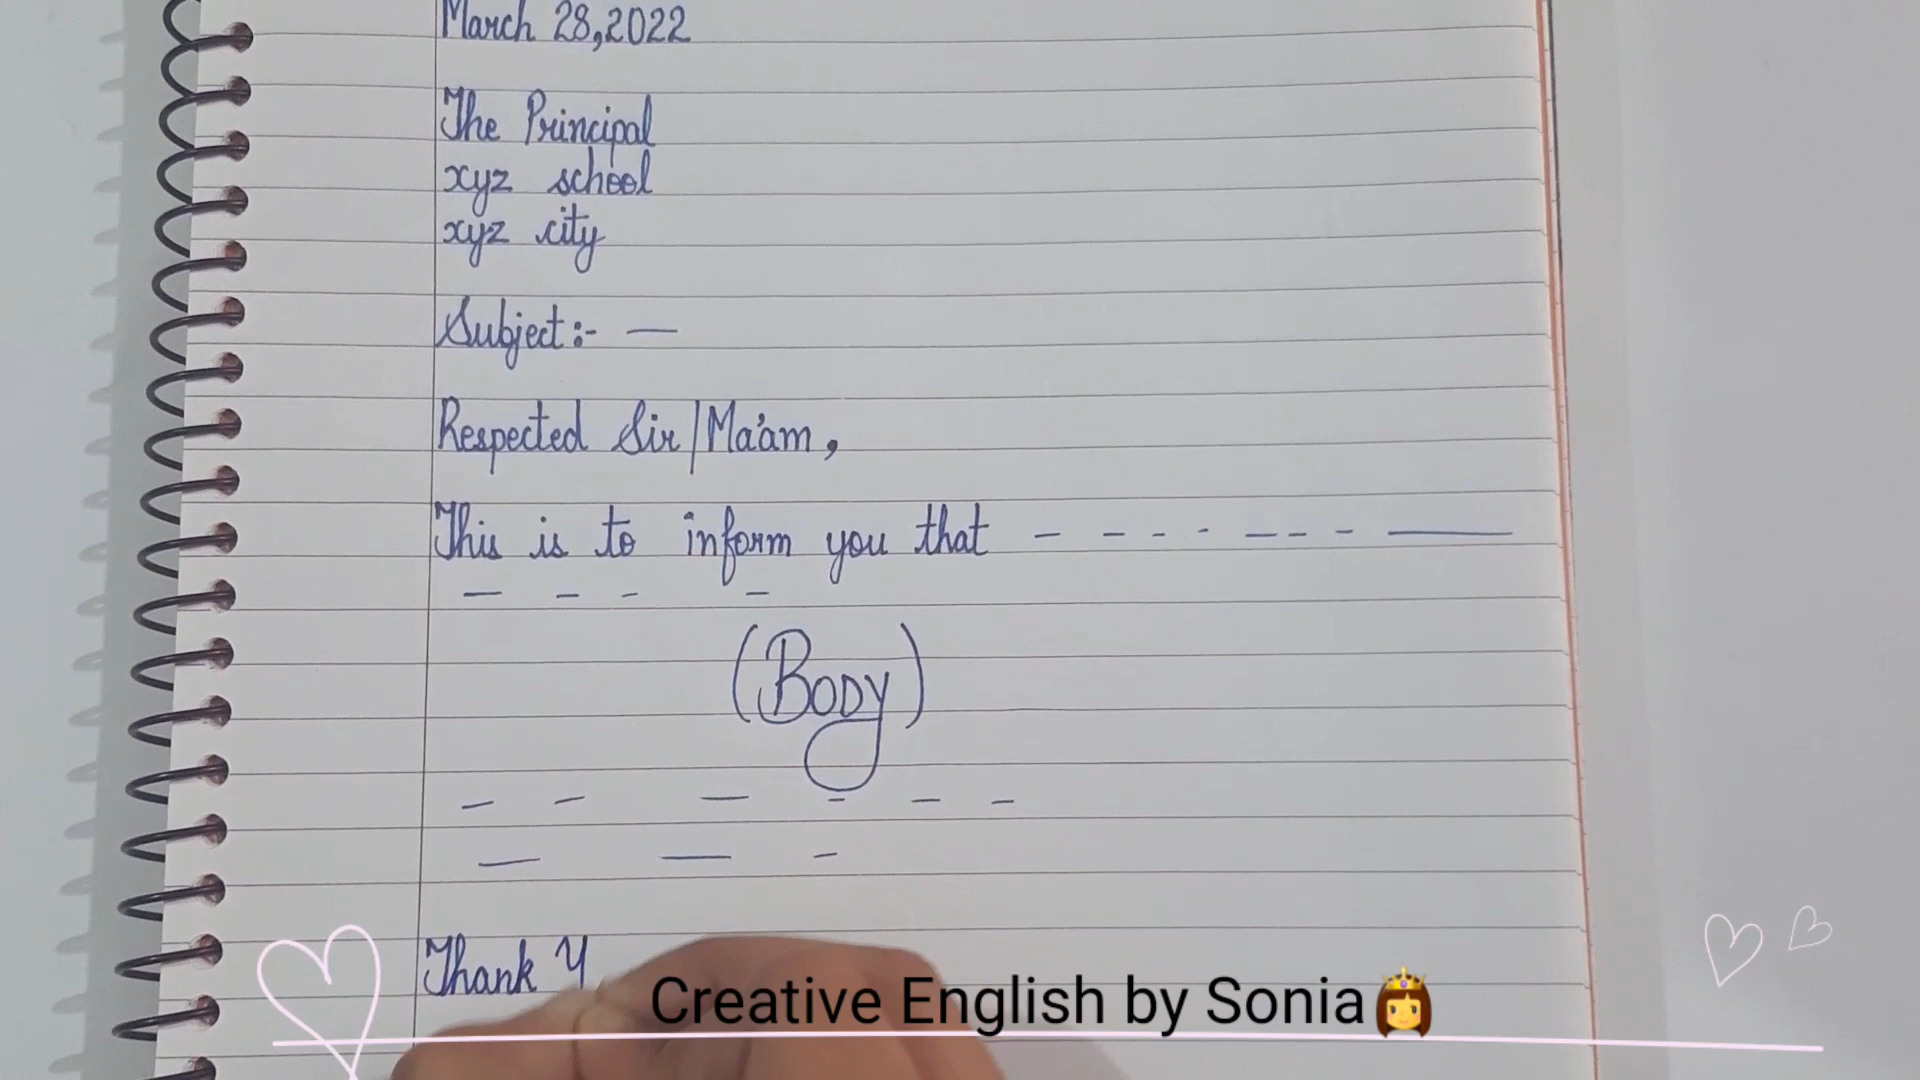 March 28,2022
The Principal
xyz school
xyz city
Subject:- —
Respected Sir/Ma'am,
This is to inform you that - - - - - - - —
— - - -
(Body)
- - — - - -
— — -
Thank Y
Creative English by Sonia👸